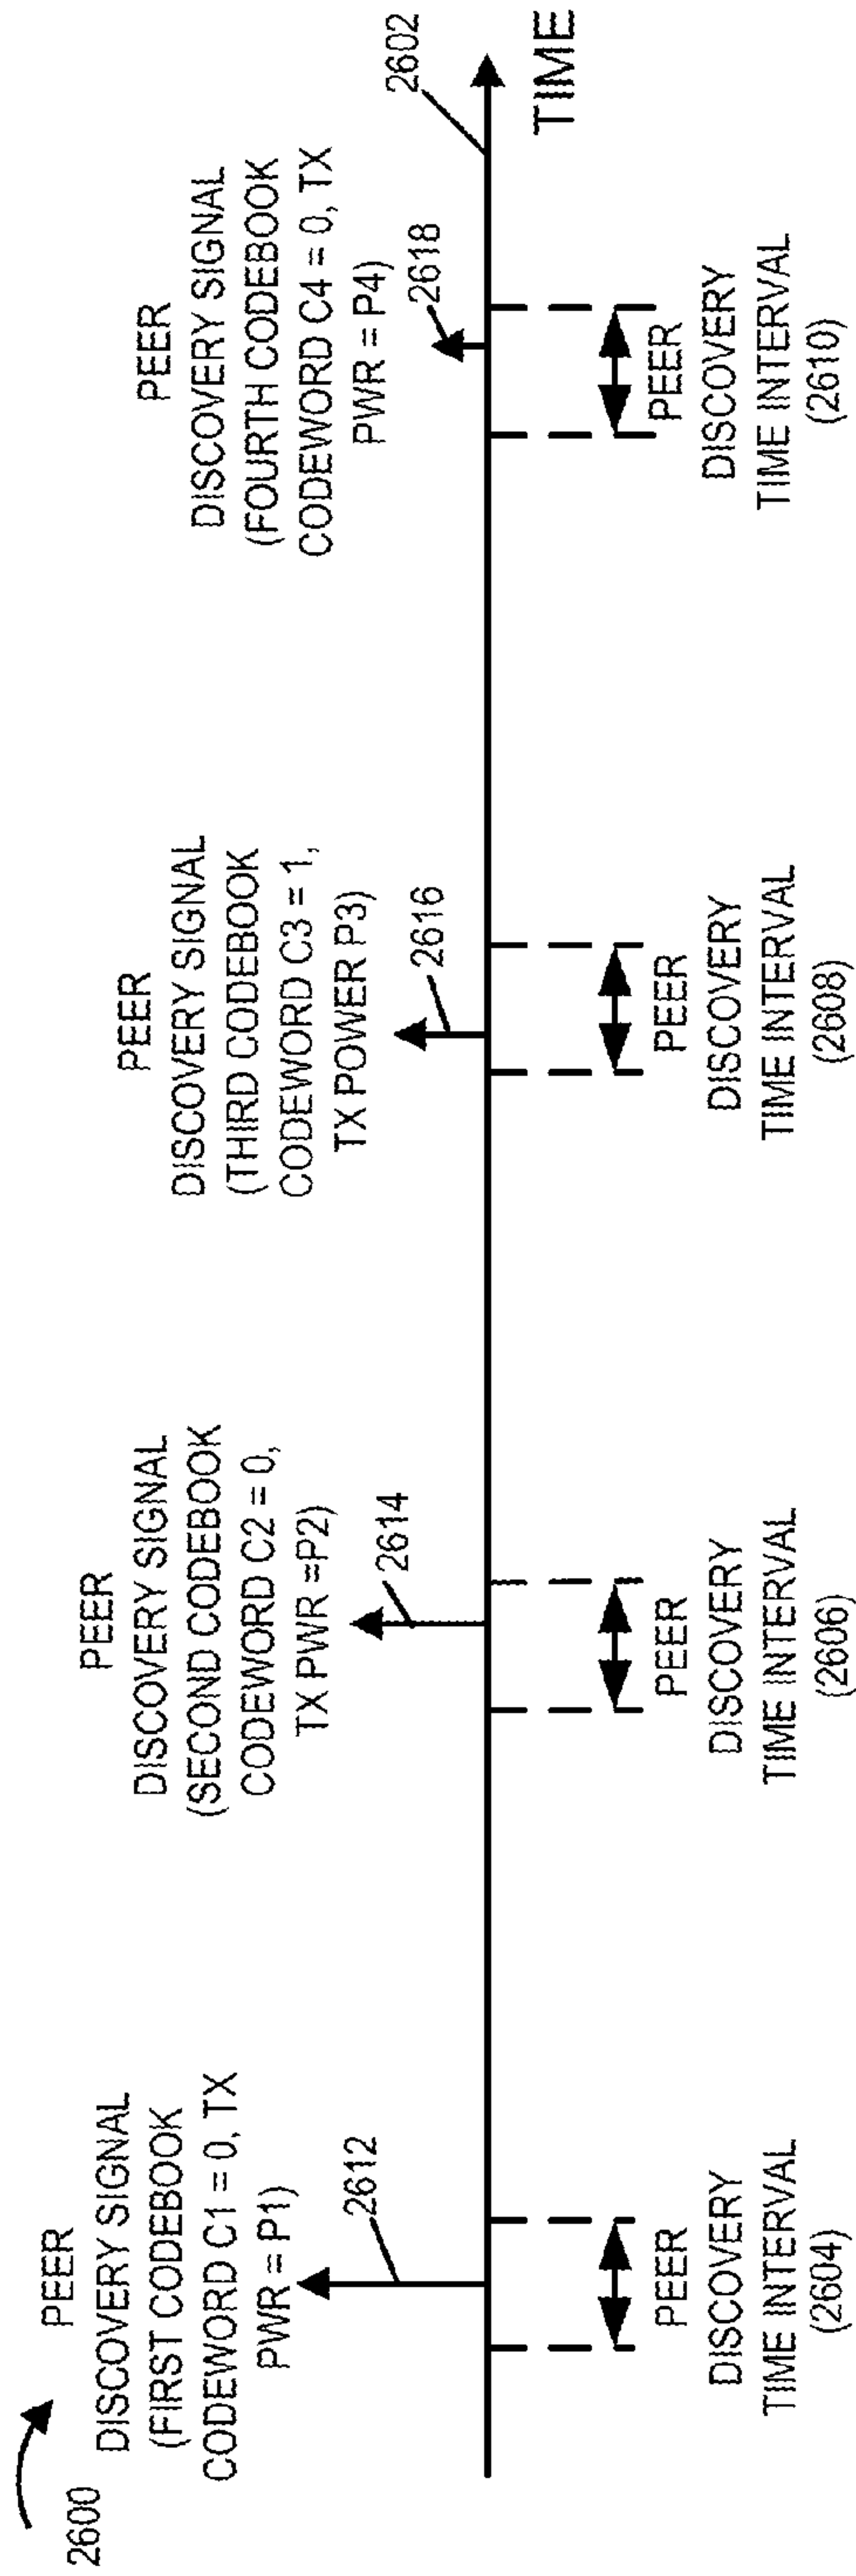 2600
PEER
DISCOVERY SIGNAL
(FIRST CODEBOOK
CODEWORD C1 = 0, TX
PWR = P1)
2612
PEER
DISCOVERY SIGNAL
(SECOND CODEBOOK
CODEWORD C2 = 0,
TX PWR =P2)
2614
PEER
DISCOVERY SIGNAL
(THIRD CODEBOOK
CODEWORD C3 = 1,
TX POWER P3)
2616
PEER
DISCOVERY SIGNAL
(FOURTH CODEBOOK
CODEWORD C4 = 0, TX
PWR = P4)
2618
2602
TIME
PEER
DISCOVERY
TIME INTERVAL
(2604)
PEER
DISCOVERY
TIME INTERVAL
(2606)
PEER
DISCOVERY
TIME INTERVAL
(2608)
PEER
DISCOVERY
TIME INTERVAL
(2610)